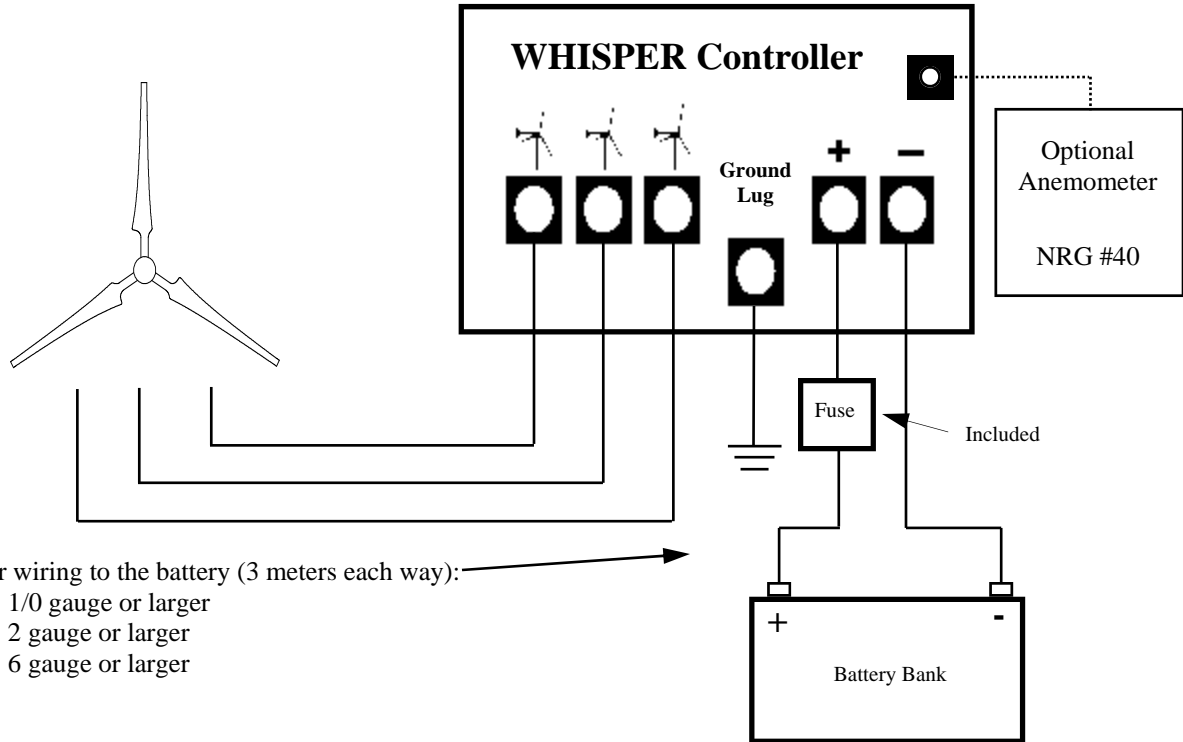 WHISPER Controller
Ground
Lug
+
−
Optional
Anemometer
NRG #40
Fuse
Included
wiring to the battery (3 meters each way):
1/0 gauge or larger
2 gauge or larger
6 gauge or larger
+
-
Battery Bank